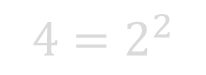 4 = 2²